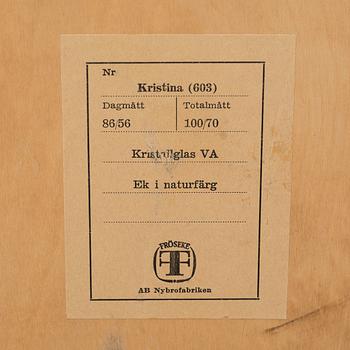 Nr
Kristina (603)
Dagmått Totalmått
86/56 100/70
Kristallglas VA
Ek i naturfärg
FRÖSEKE
F
AB Nybrofabriken